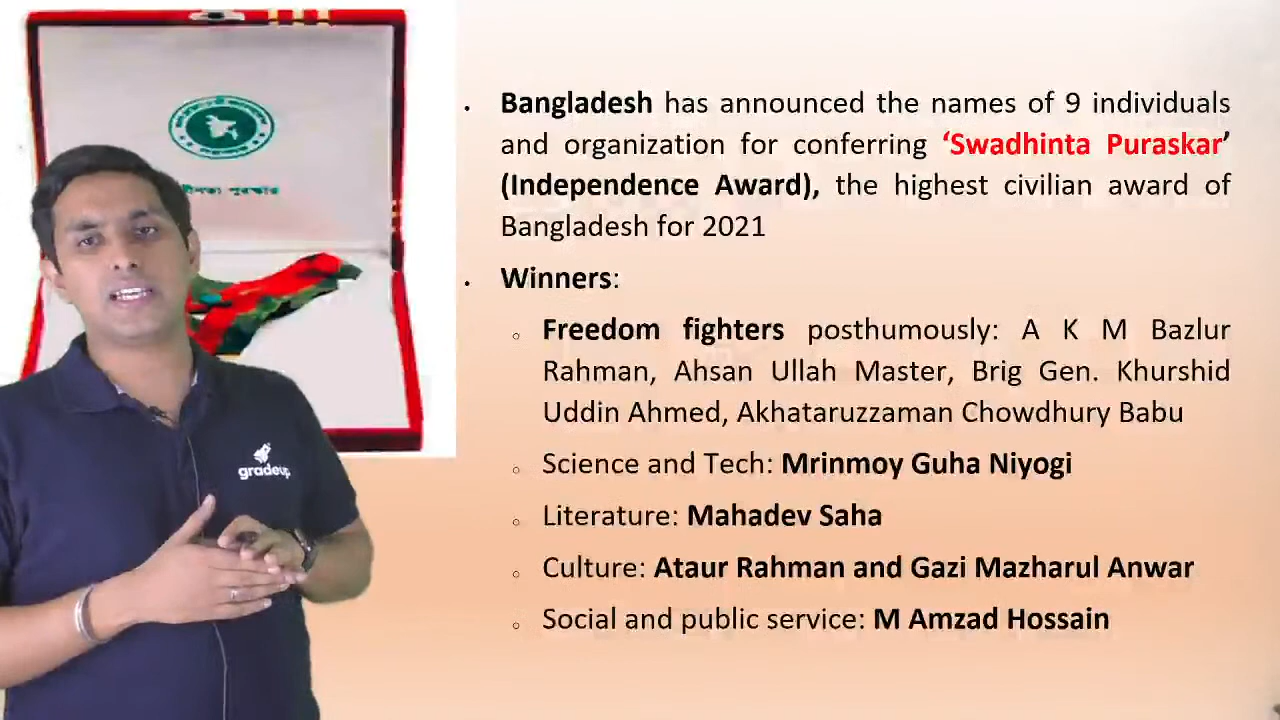 ীনতা পুরস্কার
gradeup
• Bangladesh has announced the names of 9 individuals
and organization for conferring ‘Swadhinta Puraskar’
(Independence Award), the highest civilian award of
Bangladesh for 2021
• Winners:
○ Freedom fighters posthumously: A K M Bazlur
Rahman, Ahsan Ullah Master, Brig Gen. Khurshid
Uddin Ahmed, Akhataruzzaman Chowdhury Babu
○ Science and Tech: Mrinmoy Guha Niyogi
○ Literature: Mahadev Saha
○ Culture: Ataur Rahman and Gazi Mazharul Anwar
○ Social and public service: M Amzad Hossain